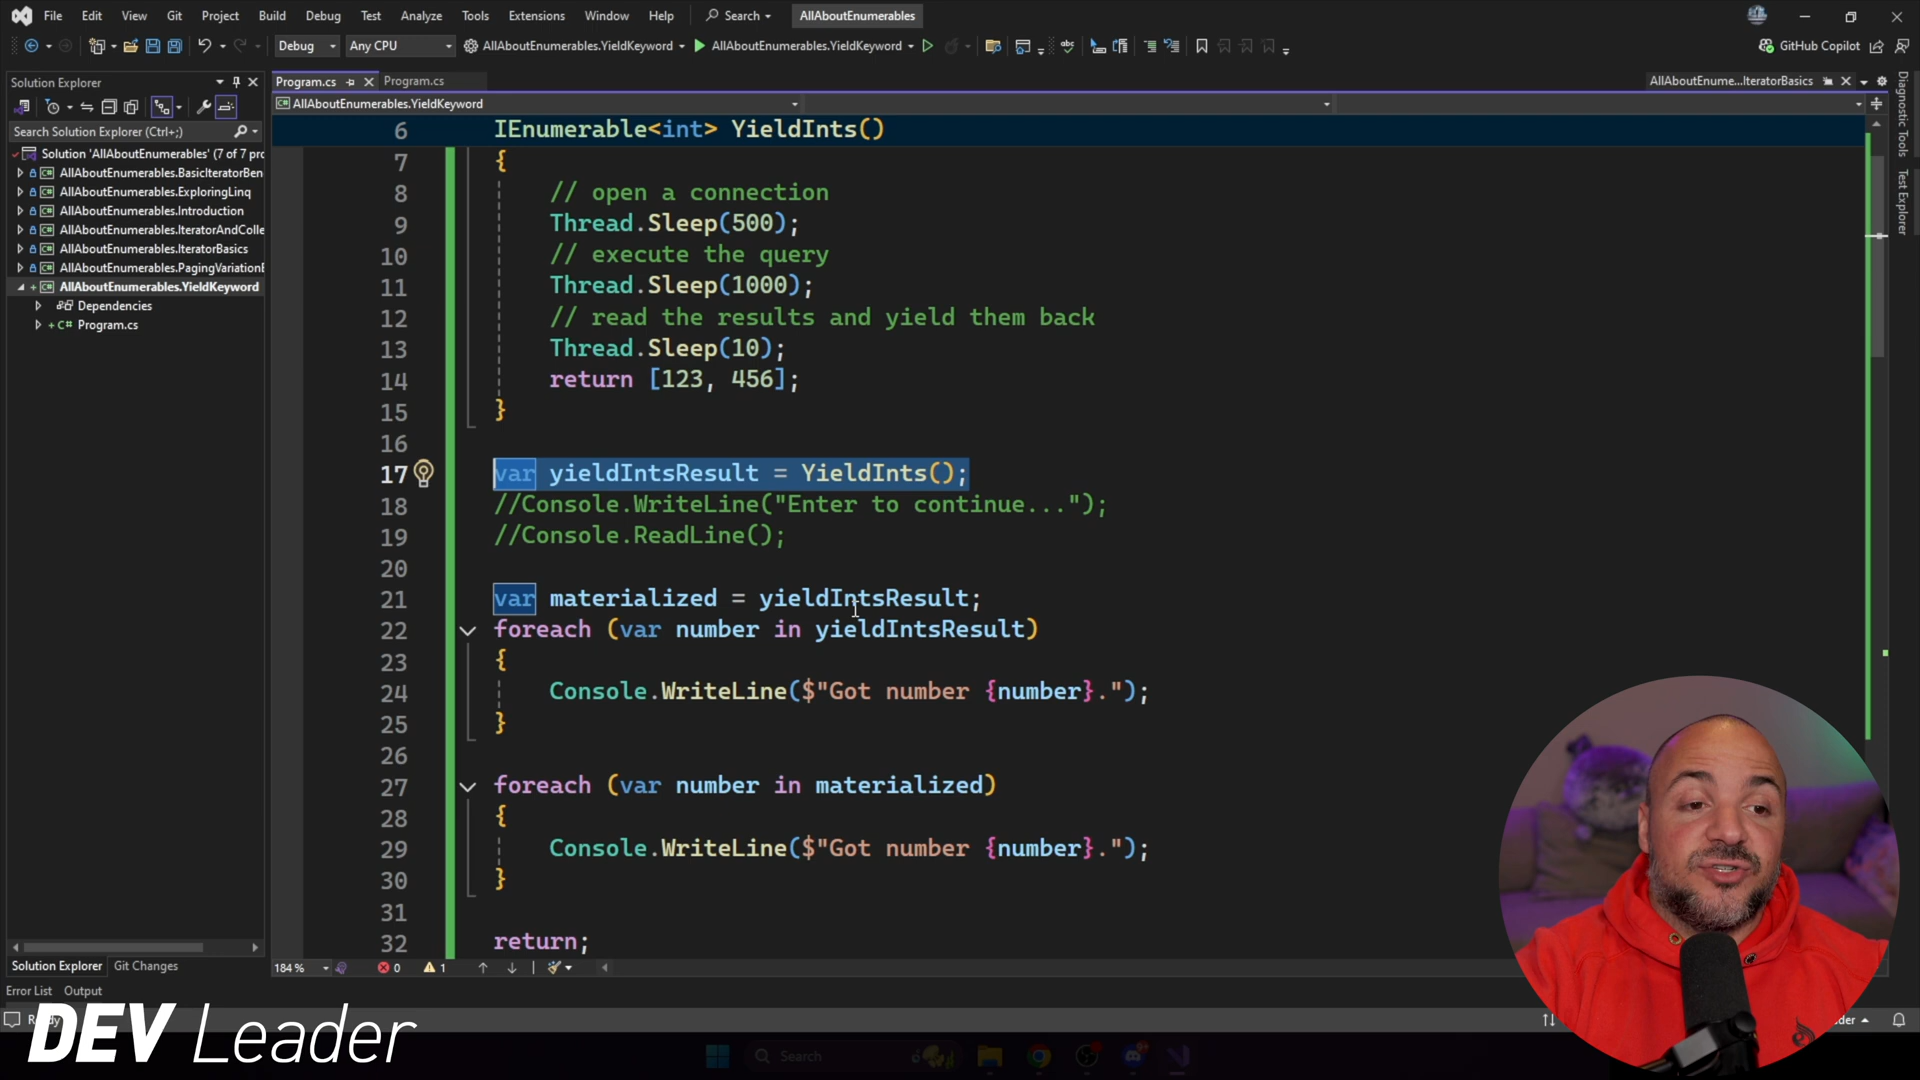 File Edit View Git Project Build Debug Test Analyze Tools Extensions Window Help Search AllAboutEnumerables
Debug Any CPU AllAboutEnumerables.YieldKeyword AllAboutEnumerables.YieldKeyword GitHub Copilot
Solution Explorer
Program.cs Program.cs AllAboutEnume...IteratorBasics
AllAboutEnumerables.YieldKeyword
Search Solution Explorer (Ctrl+;)
Solution 'AllAboutEnumerables' (7 of 7 pro
AllAboutEnumerables.BasicIteratorBen
AllAboutEnumerables.ExploringLinq
AllAboutEnumerables.Introduction
AllAboutEnumerables.IteratorAndColle
AllAboutEnumerables.IteratorBasics
AllAboutEnumerables.PagingVariation
AllAboutEnumerables.YieldKeyword
Dependencies
C# Program.cs
6 IEnumerable<int> YieldInts()
7 {
8 // open a connection
9 Thread.Sleep(500);
10 // execute the query
11 Thread.Sleep(1000);
12 // read the results and yield them back
13 Thread.Sleep(10);
14 return [123, 456];
15 }
16
17 var yieldIntsResult = YieldInts();
18 //Console.WriteLine("Enter to continue...");
19 //Console.ReadLine();
20
21 var materialized = yieldIntsResult;
22 foreach (var number in yieldIntsResult)
23 {
24 Console.WriteLine($"Got number {number}.");
25 }
26
27 foreach (var number in materialized)
28 {
29 Console.WriteLine($"Got number {number}.");
30 }
31
32 return;
Diagnostic Tools
Test Explorer
184 % 0 1
Solution Explorer Git Changes
Error List Output
DEV Leader
Search